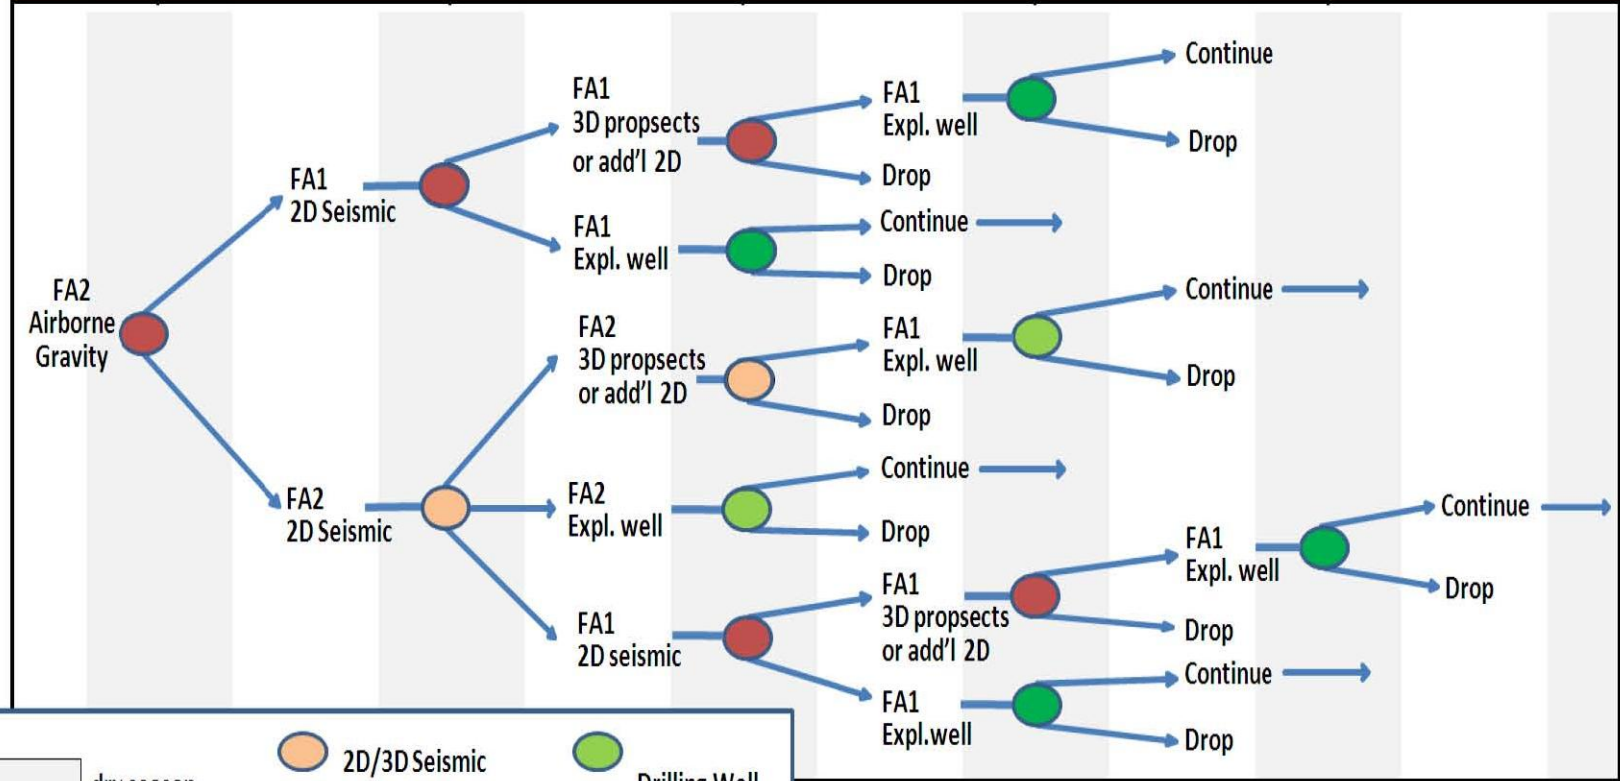 FA2
Airborne
Gravity
FA1
2D Seismic
FA2
2D Seismic
FA1
3D propsects
or add'l 2D
FA1
Expl. well
FA2
3D propsects
or add'l 2D
FA2
Expl. well
FA1
2D seismic
FA1
Expl. well
Drop
Continue
Drop
FA1
Expl. well
Drop
Continue
Drop
FA1
3D propsects
or add'l 2D
FA1
Expl.well
Continue
Drop
Continue
Drop
FA1
Expl. well
Drop
Continue
Drop
Continue
Drop
2D/3D Seismic
Drilling Well
dry season